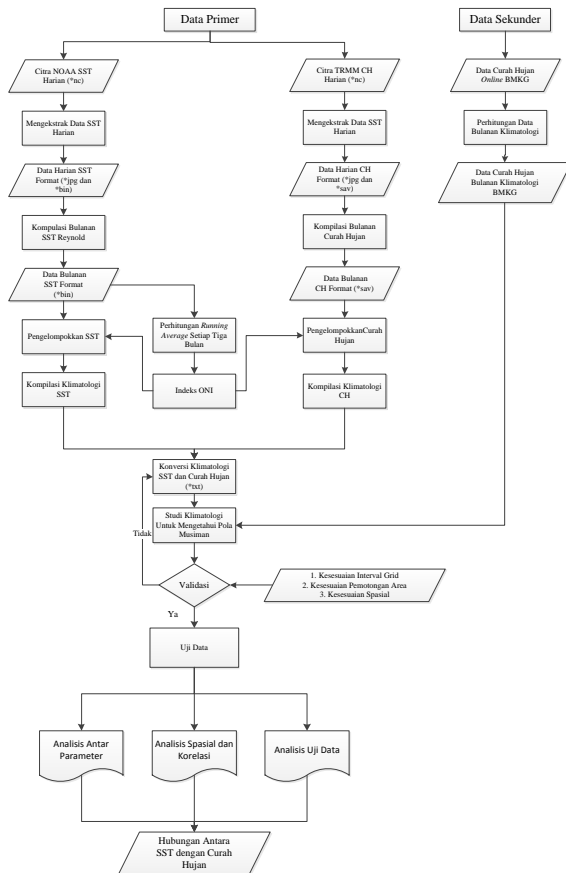 Data Primer
Data Sekunder
Citra NOAA SST
Harian (*nc)
Citra TRMM CH
Harian (*nc)
Data Curah Hujan
Online BMKG
Mengekstrak Data SST
Harian
Mengekstrak Data SST
Harian
Perhitungan Data
Bulanan Klimatologi
Data Harian SST
Format (*jpg dan
*bin)
Data Harian CH
Format (*jpg dan
*sav)
Data Curah Hujan
Bulanan Klimatologi
BMKG
Kompulasi Bulanan
SST Reynold
Kompilasi Bulanan
Curah Hujan
Data Bulanan
SST Format
(*bin)
Data Bulanan
CH Format (*sav)
Pengelompokkan SST
Perhitungan Running
Average Setiap Tiga
Bulan
PengelompokkanCurah
Hujan
Kompilasi Klimatologi
SST
Indeks ONI
Kompilasi Klimatologi
CH
Konversi Klimatologi
SST dan Curah Hujan
(*txt)
Studi Klimatologi
Untuk Mengetahui Pola
Musiman
Tidak
Validasi
1. Kesesuaian Interval Grid
2. Kesesuaian Pemotongan Area
3. Kesesuaian Spasial
Ya
Uji Data
Analisis Antar
Parameter
Analisis Spasial dan
Korelasi
Analisis Uji Data
Hubungan Antara
SST dengan Curah
Hujan